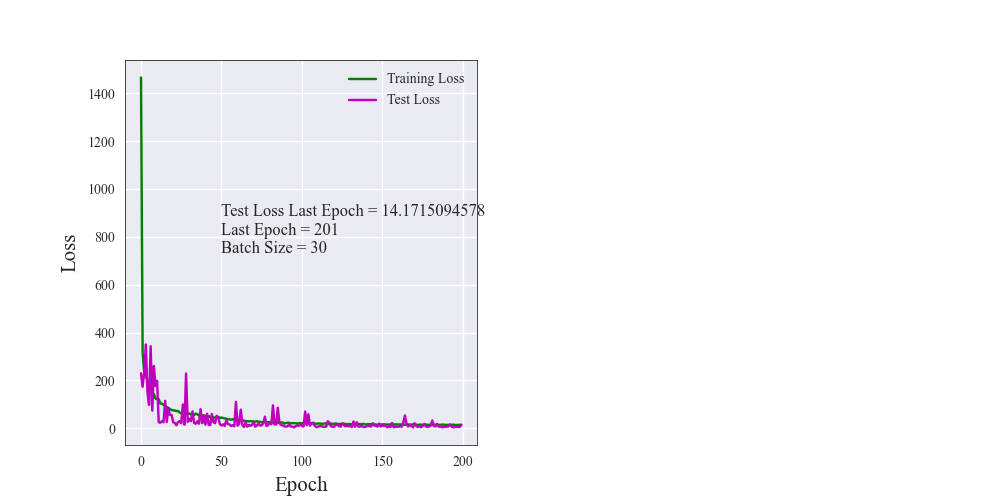 1400
1200
1000
800
600
400
200
0
Loss
Training Loss
Test Loss
Test Loss Last Epoch = 14.1715094578
Last Epoch = 201
Batch Size = 30
0 50 100 150 200
Epoch